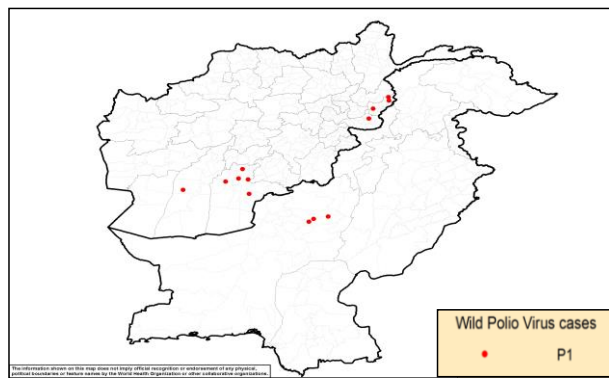 Wild Polio Virus cases
P1
The information shown on this map does not imply official recognition or endorsement of any physical,
political boundaries or feature names by the World Health Organization or other collaborative organizations.